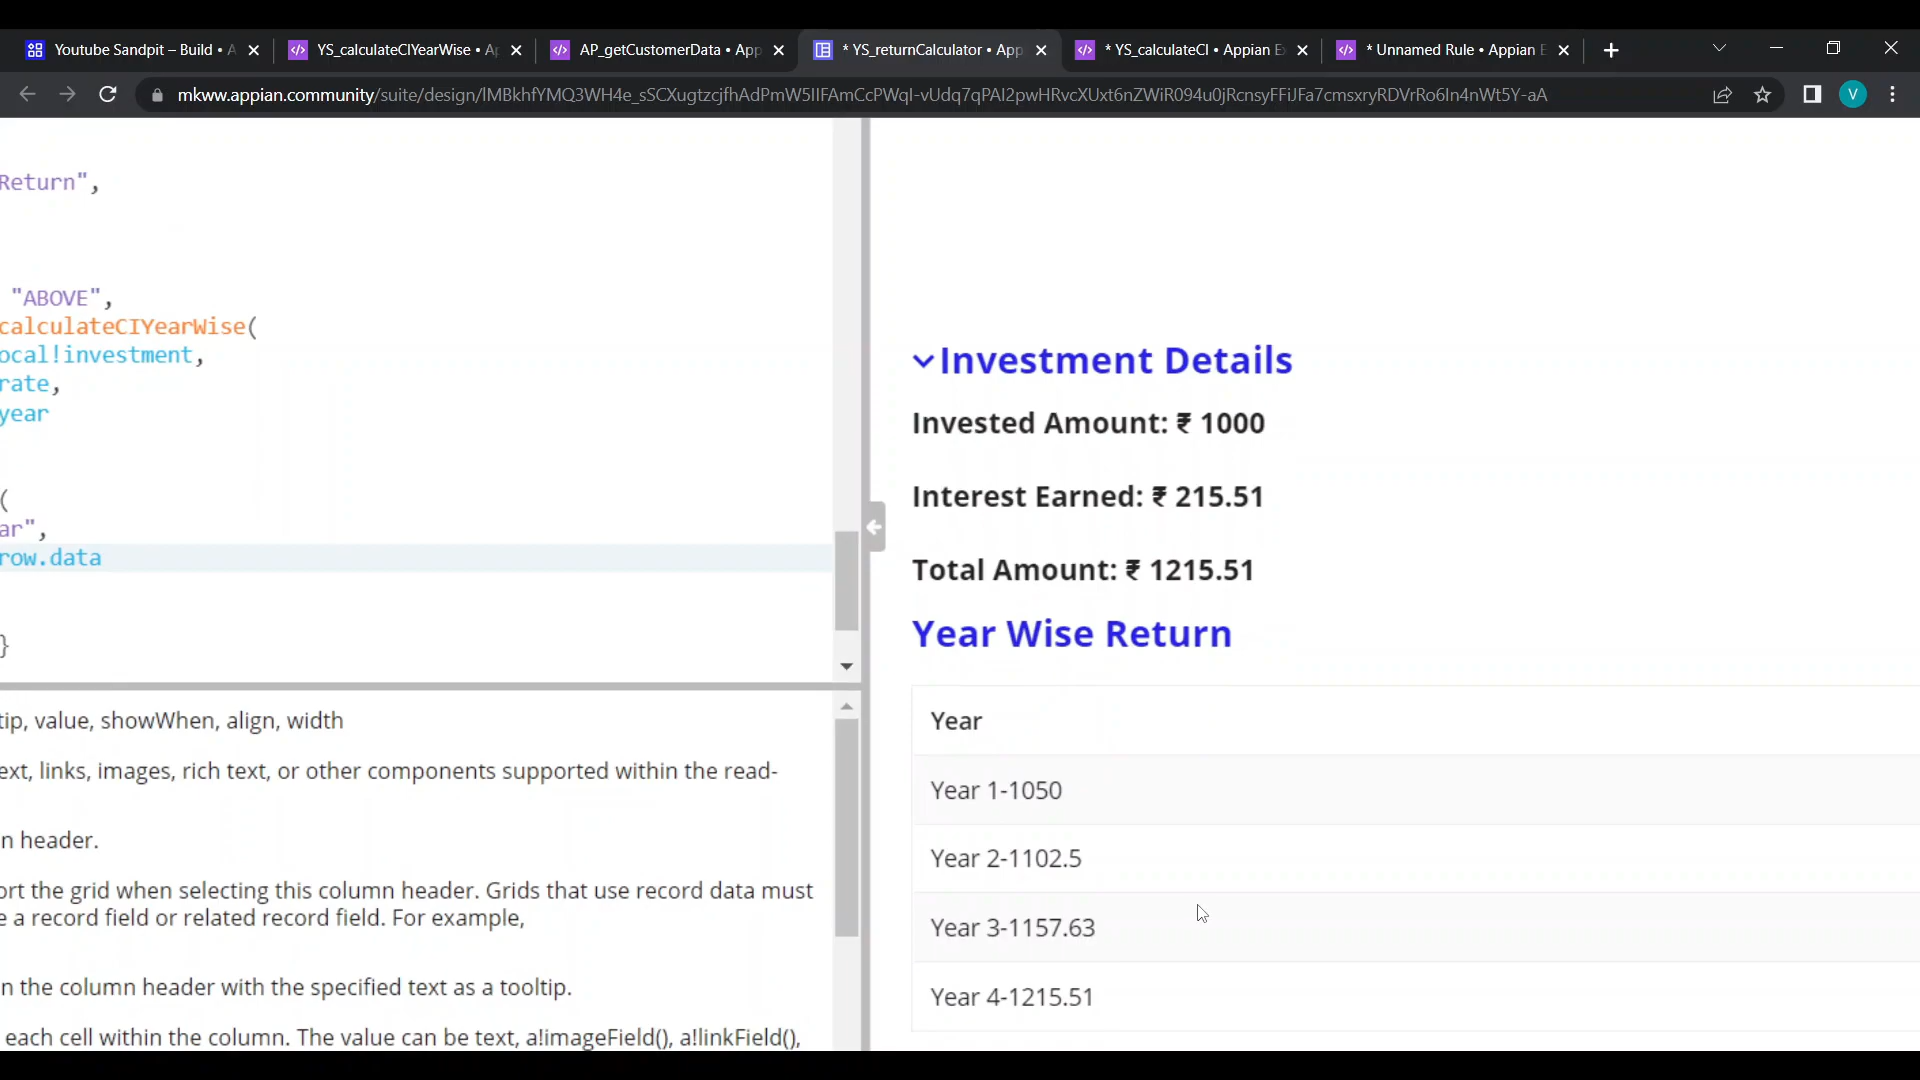 Youtube Sandpit – Build • A
YS_calculateCIYearWise • Ap
AP_getCustomerData • App
* YS_returnCalculator • App
* YS_calculateCI • Appian Ex
* Unnamed Rule • Appian E
mkww.appian.community/suite/design/
V
Return",
"ABOVE",
calculateCIYearWise(
ocal!investment,
rate,
year
(
ar",
row.data
}
tip, value, showWhen, align, width
ext, links, images, rich text, or other components supported within the read-
n header.
ort the grid when selecting this column header. Grids that use record data must
e a record field or related record field. For example,
n the column header with the specified text as a tooltip.
each cell within the column. The value can be text, a!imageField(), a!linkField(),
Investment Details
Invested Amount: ₹ 1000
Interest Earned: ₹ 215.51
Total Amount: ₹ 1215.51
Year Wise Return
Year
Year 1-1050
Year 2-1102.5
Year 3-1157.63
Year 4-1215.51